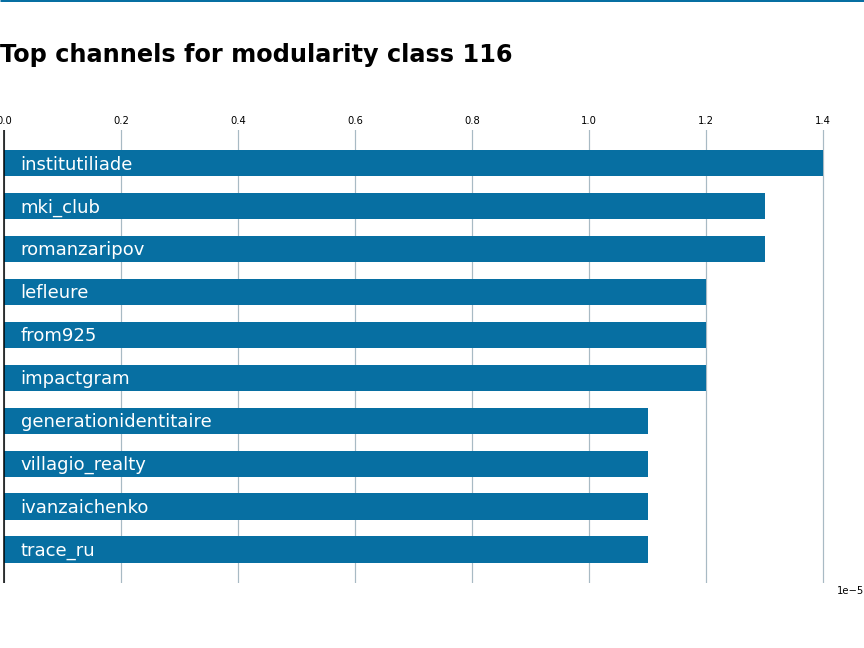 Top channels for modularity class 116
0.0 0.2 0.4 0.6 0.8 1.0 1.2 1.4
institutiliade
mki_club
romanzaripov
lefleure
from925
impactgram
generationidentitaire
villagio_realty
ivanzaichenko
trace_ru
1e−5